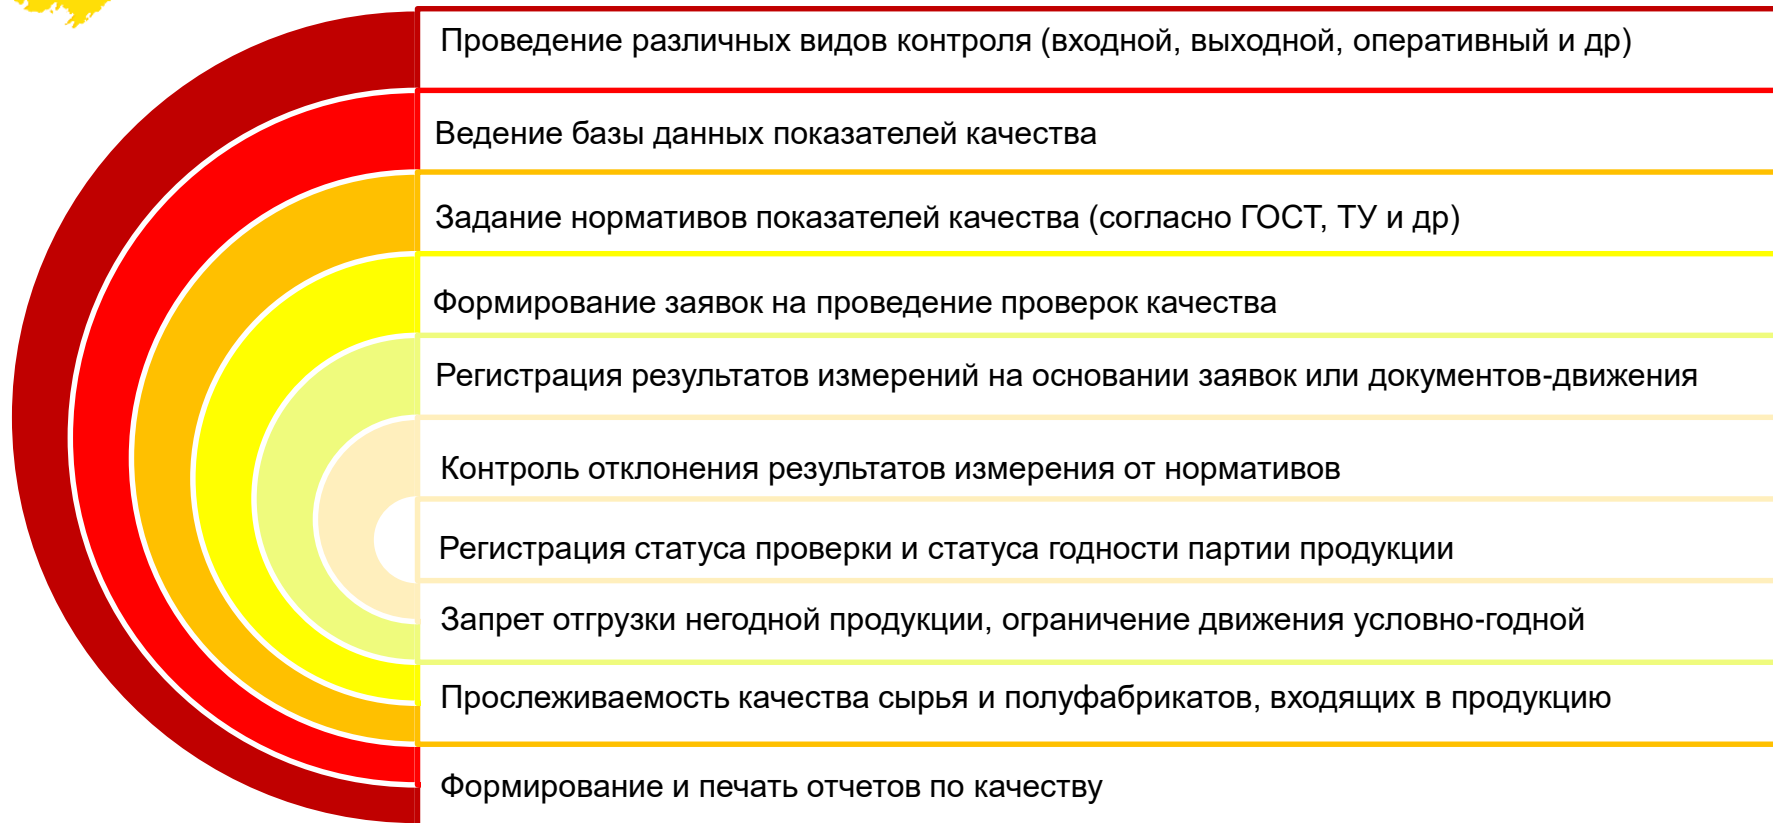 Проведение различных видов контроля (входной, выходной, оперативный и др)
Ведение базы данных показателей качества
Задание нормативов показателей качества (согласно ГОСТ, ТУ и др)
Формирование заявок на проведение проверок качества
Регистрация результатов измерений на основании заявок или документов-движения
Контроль отклонения результатов измерения от нормативов
Регистрация статуса проверки и статуса годности партии продукции
Запрет отгрузки негодной продукции, ограничение движения условно-годной
Прослеживаемость качества сырья и полуфабрикатов, входящих в продукцию
Формирование и печать отчетов по качеству